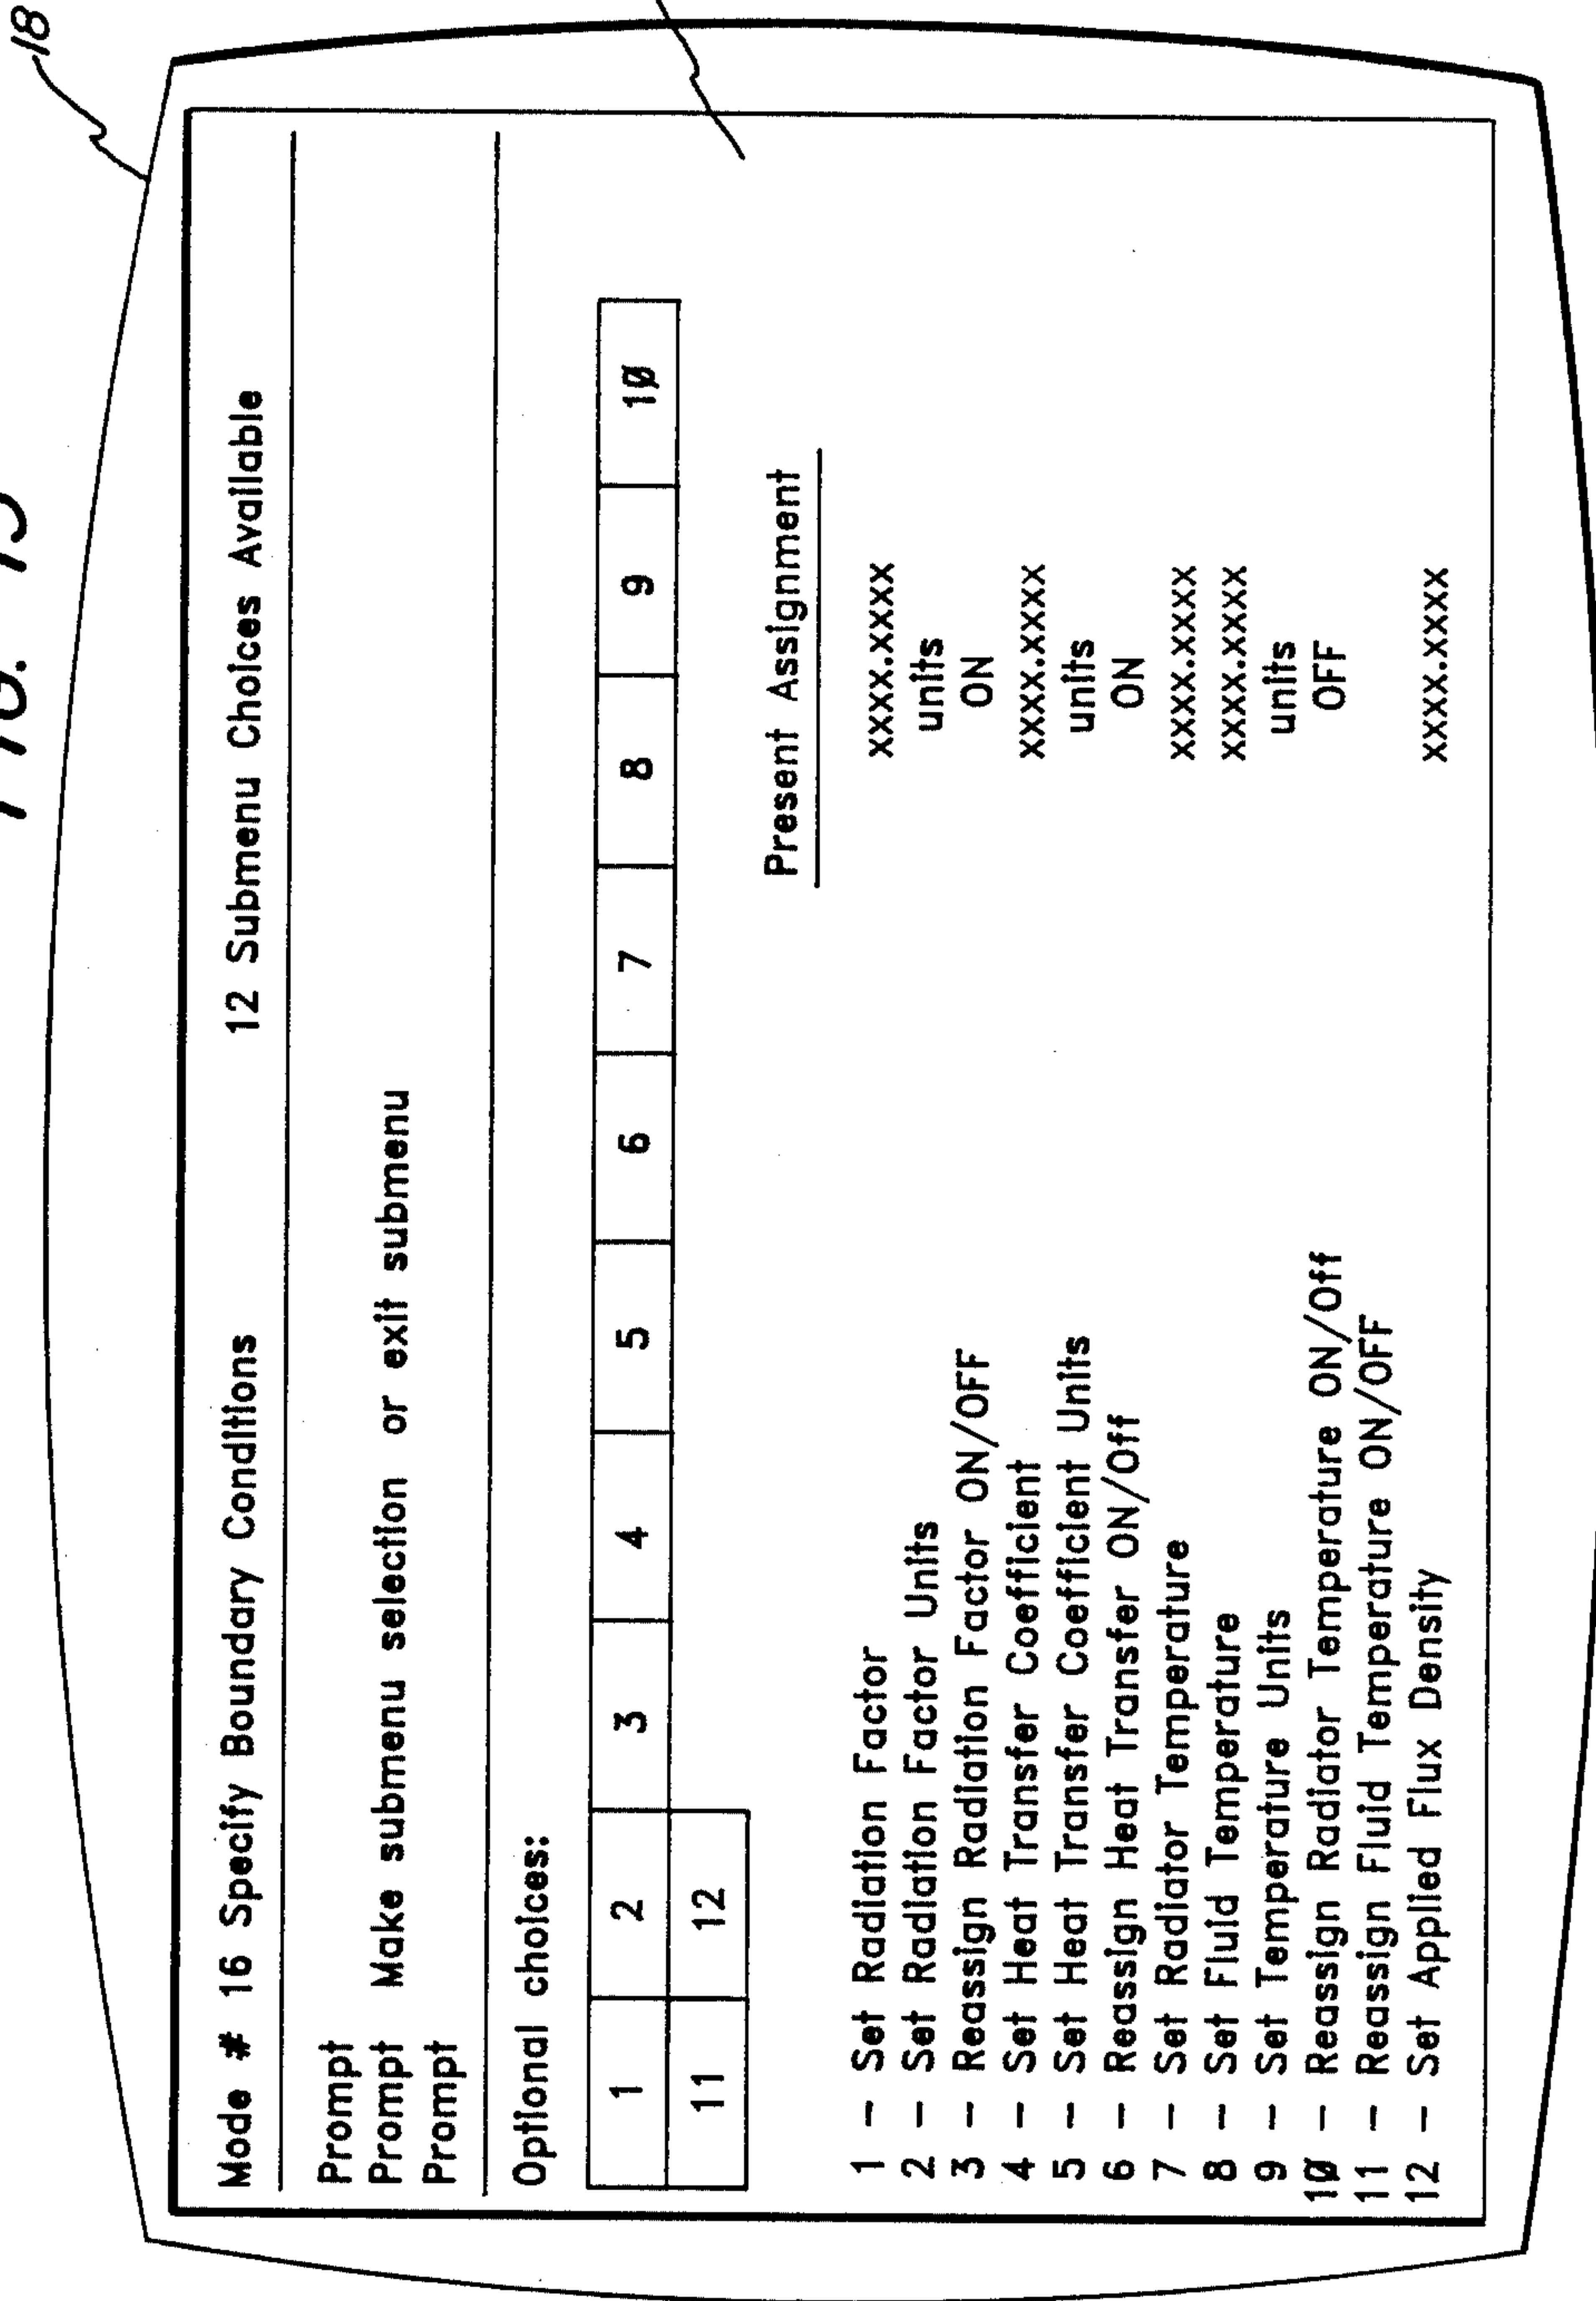 18
Mode # 16 Specify Boundary Conditions 12 Submenu Choices Available
Prompt
Prompt Make submenu selection or exit submenu
Prompt
Optional choices:
1 2 3 4 5 6 7 8 9 10
11 12
Present Assignment
1 - Set Radiation Factor xxxx.xxxx
2 - Set Radiation Factor Units units
3 - Reassign Radiation Factor ON/OFF ON
4 - Set Heat Transfer Coefficient xxxx.xxxx
5 - Set Heat Transfer Coefficient Units units
6 - Reassign Heat Transfer ON/Off ON
7 - Set Radiator Temperature xxxx.xxxx
8 - Set Fluid Temperature xxxx.xxxx
9 - Set Temperature Units units
10 - Reassign Radiator Temperature ON/Off OFF
11 - Reassign Fluid Temperature ON/OFF
12 - Set Applied Flux Density xxxx.xxxx